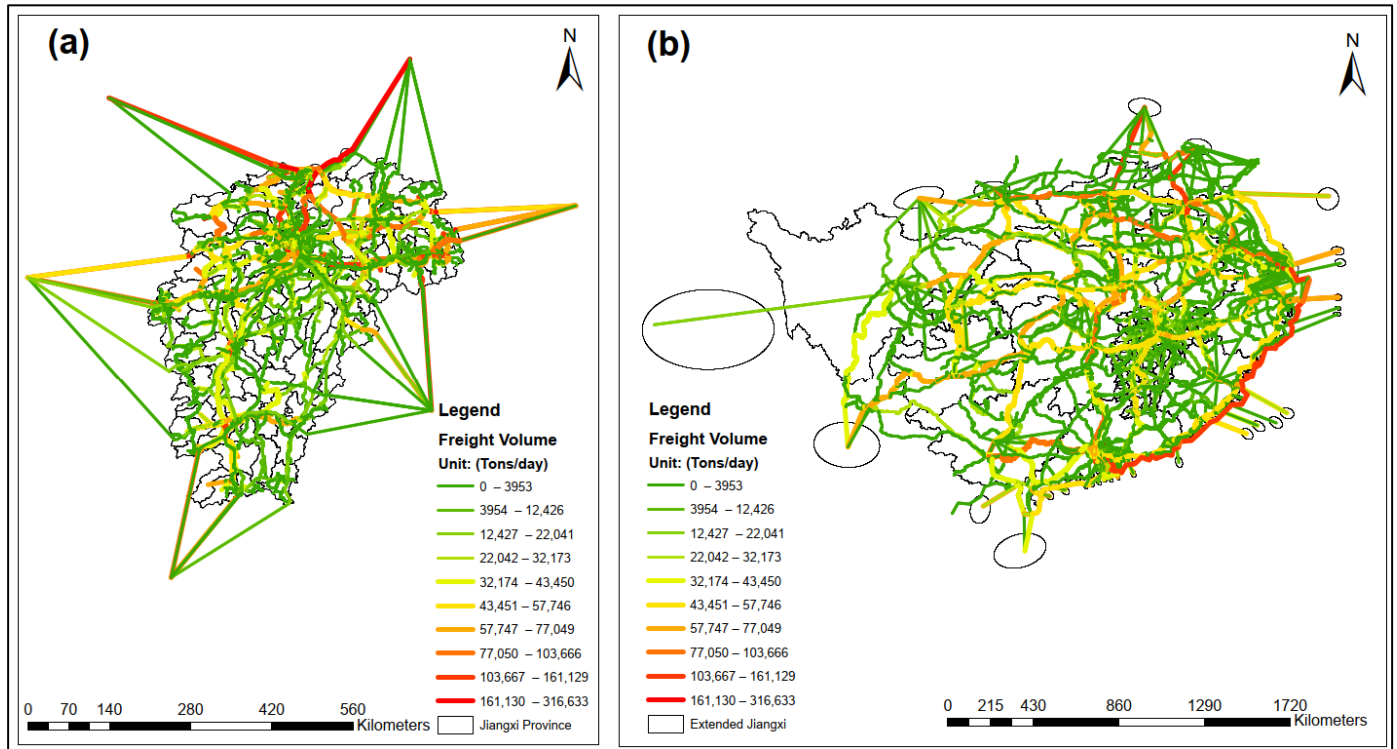 (a)
N
Legend
Freight Volume
Unit: (Tons/day)
0 – 3953
3954 – 12,426
12,427 – 22,041
22,042 – 32,173
32,174 – 43,450
43,451 – 57,746
57,747 – 77,049
77,050 – 103,666
103,667 – 161,129
161,130 – 316,633
Jiangxi Province
0 70 140 280 420 560
Kilometers
(b)
N
Legend
Freight Volume
Unit: (Tons/day)
0 – 3953
3954 – 12,426
12,427 – 22,041
22,042 – 32,173
32,174 – 43,450
43,451 – 57,746
57,747 – 77,049
77,050 – 103,666
103,667 – 161,129
161,130 – 316,633
Extended Jiangxi
0 215 430 860 1290 1720
Kilometers